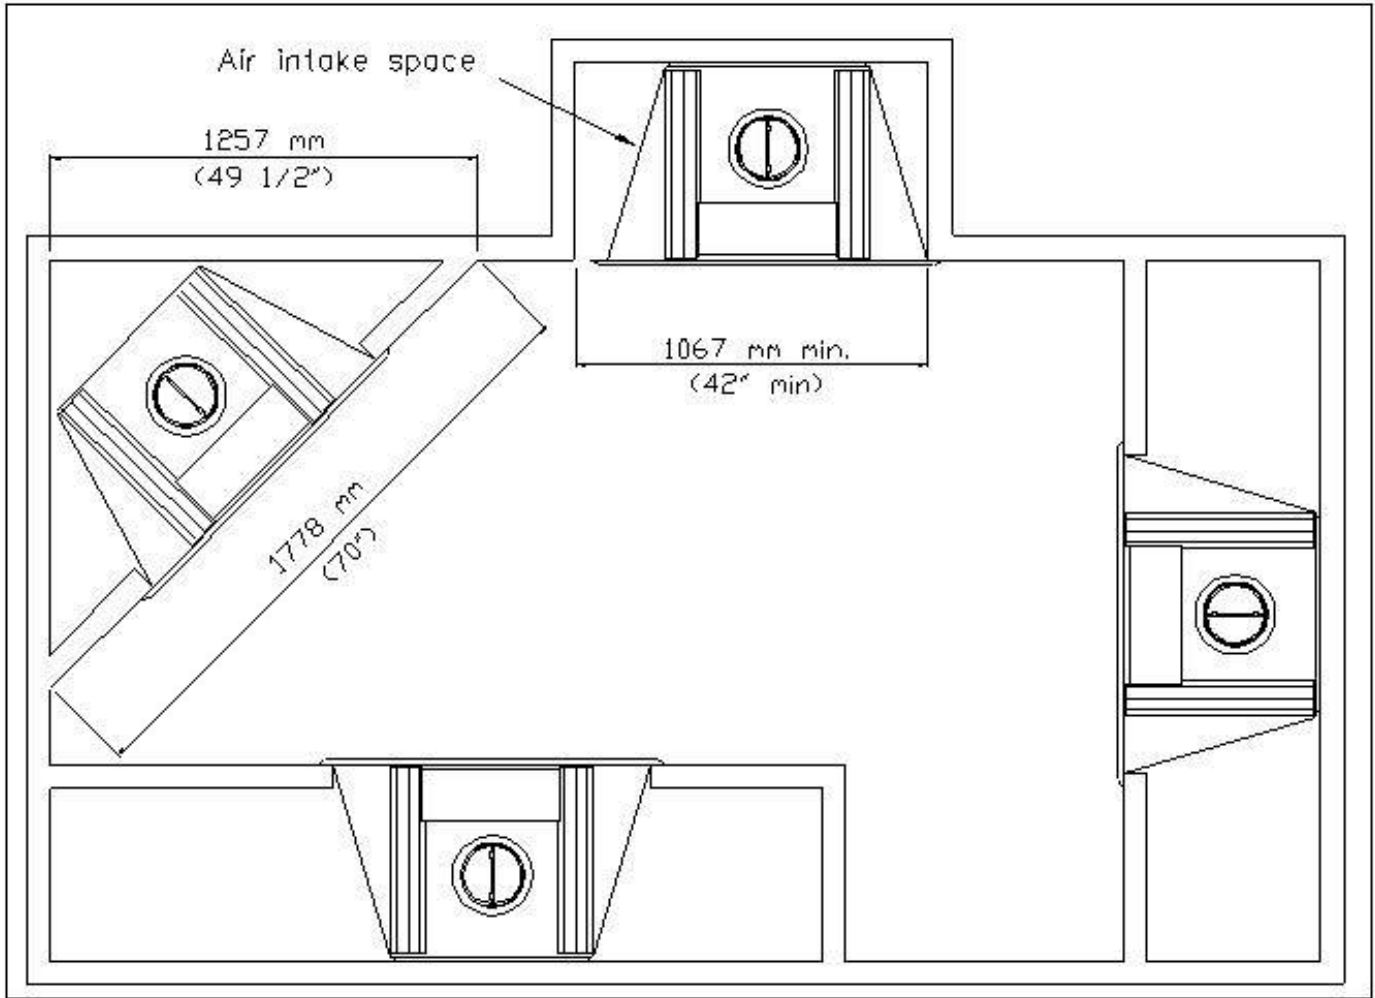 Air intake space
1257 mm
(49 1/2")
1067 mm min.
(42" min)
1778 mm
(70")